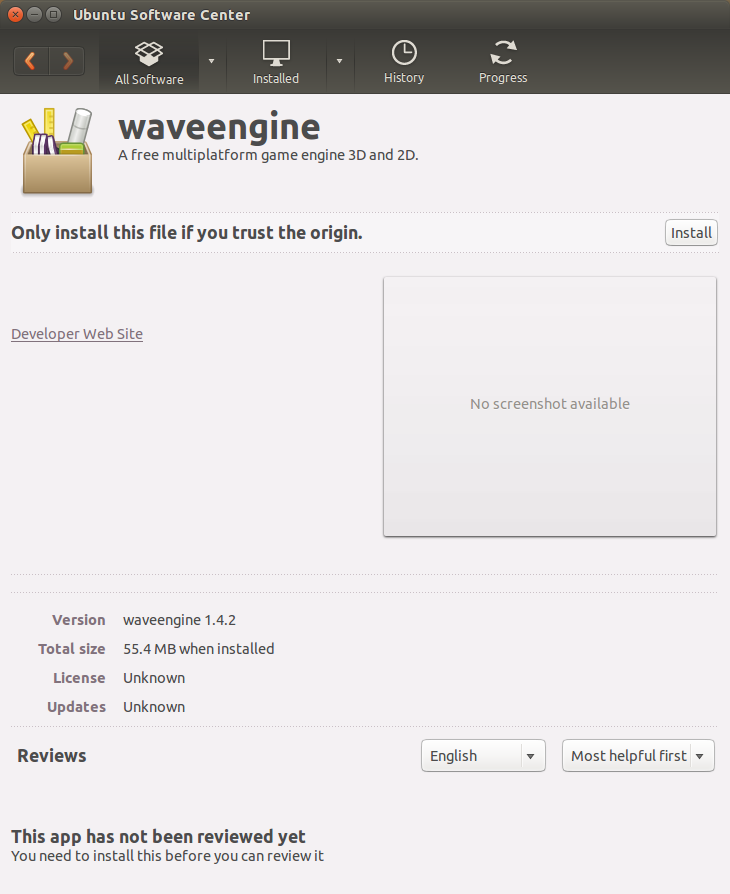 Ubuntu Software Center
All Software
Installed
History
Progress
waveengine
A free multiplatform game engine 3D and 2D.
Only install this file if you trust the origin.
Install
Developer Web Site
No screenshot available
Version waveengine 1.4.2
Total size 55.4 MB when installed
License Unknown
Updates Unknown
Reviews English Most helpful first
This app has not been reviewed yet
You need to install this before you can review it